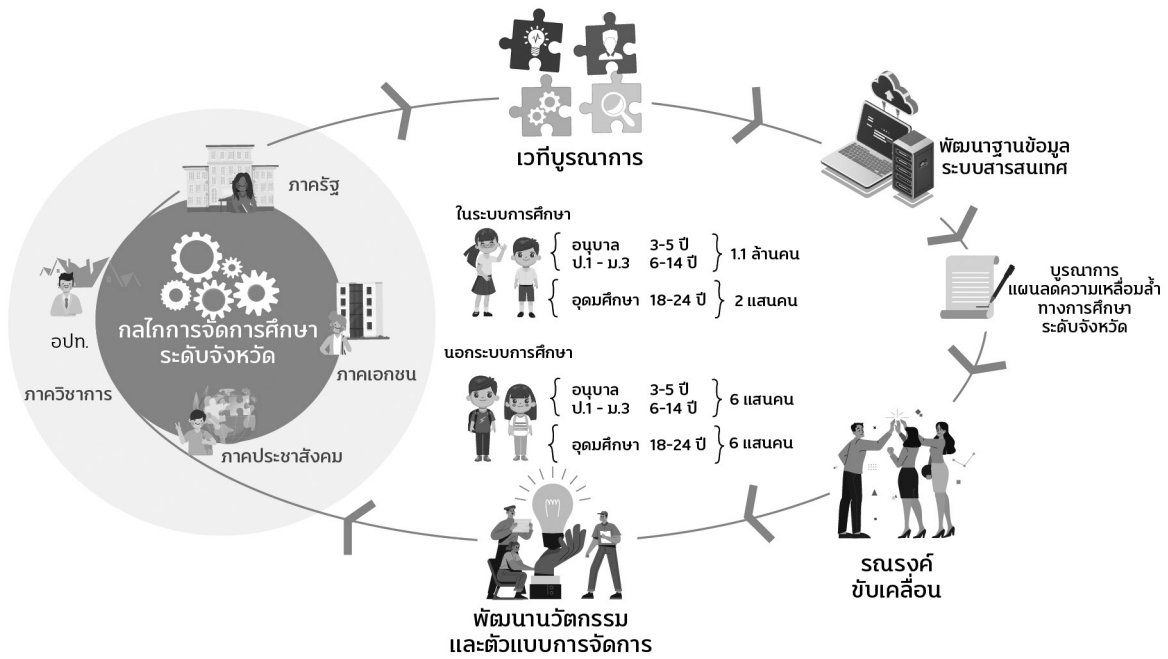 เวทีบูรณาการ
พัฒนาฐานข้อมูล
ระบบสารสนเทศ
บูรณาการ
แผนลดความเหลื่อมล้ำ
ทางการศึกษา
ระดับจังหวัด
รณรงค์
ขับเคลื่อน
พัฒนานวัตกรรม
และตัวแบบการจัดการ
ภาครัฐ
กลไกการจัดการศึกษา
ระดับจังหวัด
อปท.
ภาควิชาการ
ภาคเอกชน
ภาคประชาสังคม
ในระบบการศึกษา
อนุบาล 3-5 ปี
ป.1 - ม.3 6-14 ปี
1.1 ล้านคน
อุดมศึกษา 18-24 ปี 2 แสนคน
นอกระบบการศึกษา
อนุบาล 3-5 ปี
ป.1 - ม.3 6-14 ปี
6 แสนคน
อุดมศึกษา 18-24 ปี 6 แสนคน